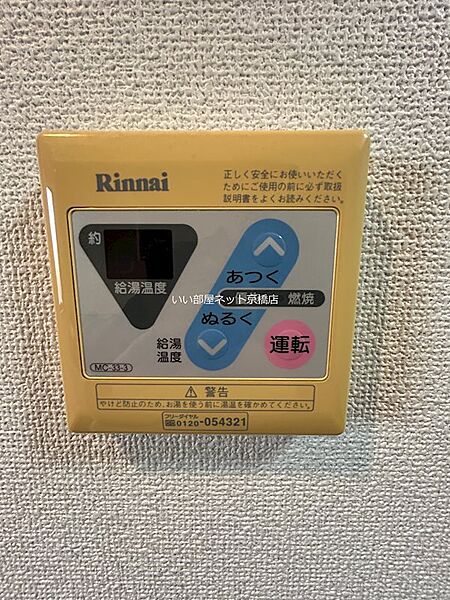 Rinnai
正しく安全にお使いいただく
ためにご使用の前に必ず取扱
説明書をよくお読みください。
約
給湯温度
あつく
燃焼
いい部屋ネット京橋店
ぬるく
給湯
温度
運転
MC-33-3
⚠ 警告
やけど防止のため、お湯を使う前に湯温を確かめてください。
フリーダイヤル
0120-054321